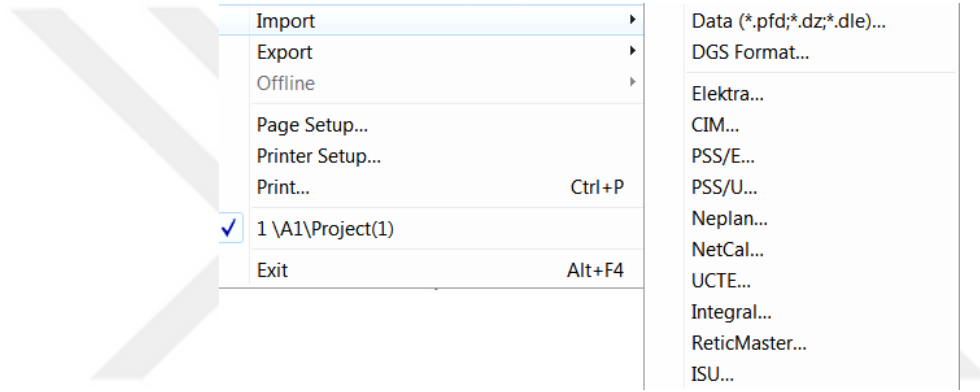 Import
Export
Offline
Page Setup...
Printer Setup...
Print... Ctrl+P
1 \A1\Project(1)
Exit Alt+F4
Data (*.pfd;*.dz;*.dle)...
DGS Format...
Elektra...
CIM...
PSS/E...
PSS/U...
Neplan...
NetCal...
UCTE...
Integral...
ReticMaster...
ISU...